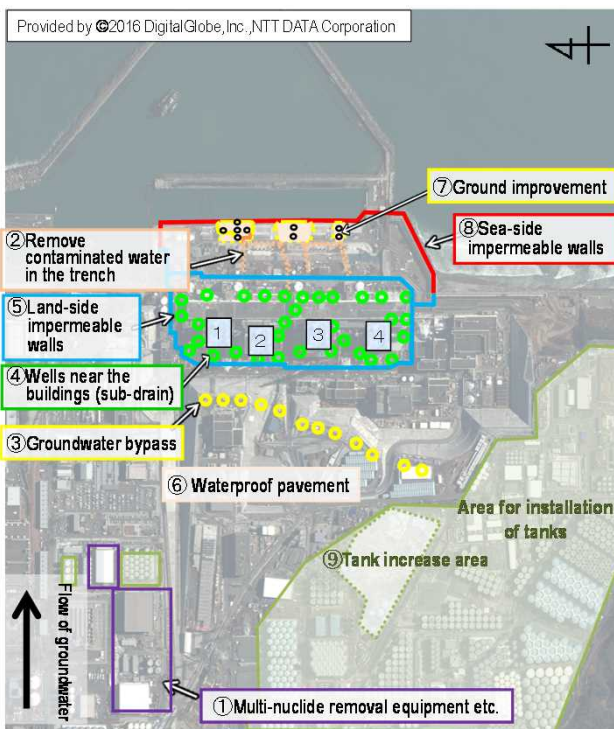 Provided by ©2016 DigitalGlobe,Inc.,NTT DATA Corporation
⑦Ground improvement
②Remove
contaminated water
in the trench
⑧Sea-side
impermeable walls
⑤Land-side
impermeable
walls
1
2
3
4
④Wells near the
buildings (sub-drain)
③Groundwater bypass
⑥ Waterproof pavement
Area for installation
of tanks
⑨Tank increase area
Flow of groundwater
①Multi-nuclide removal equipment etc.